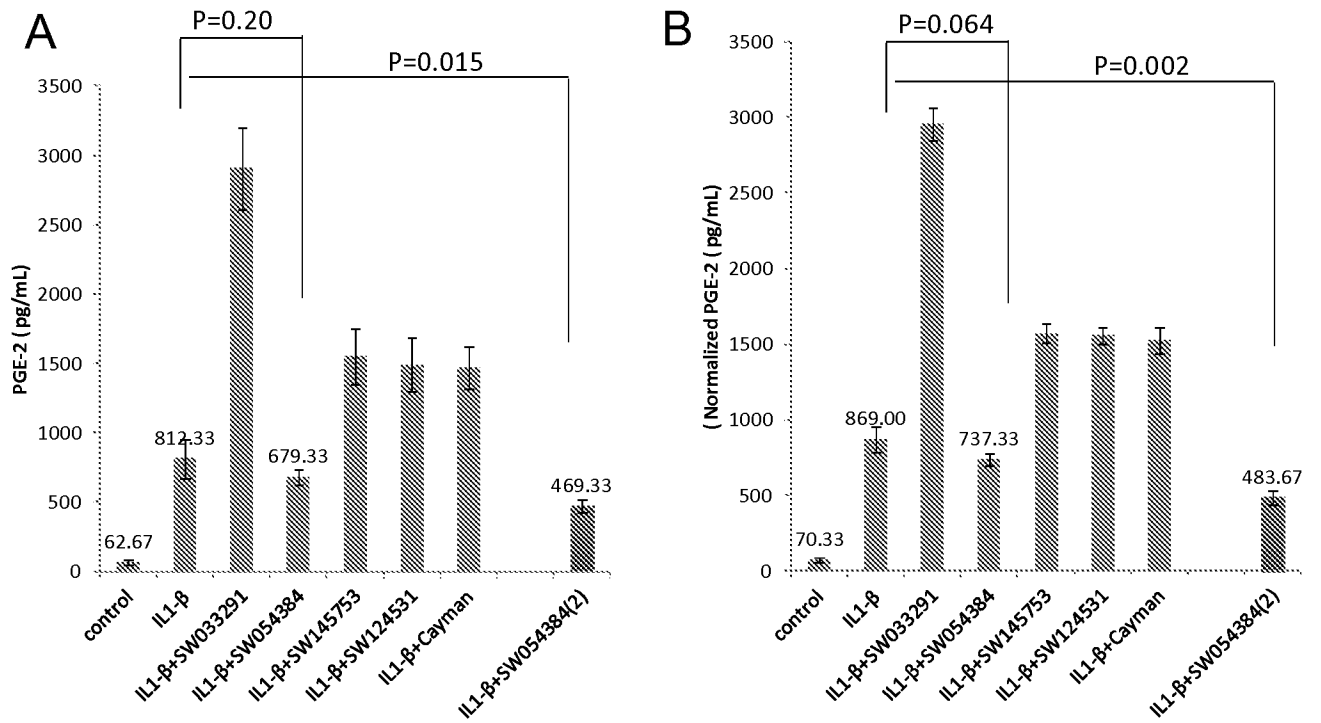 A
P=0.20
P=0.015
3500
3000
2500
2000
1500
1000
500
0
PGE-2 ( pg/mL)
62.67
812.33
679.33
469.33
control
IL1-β
IL1-β+SW033291
IL1-β+SW054384
IL1-β+SW145753
IL1-β+SW124531
IL1-β+Cayman
IL1-β+SW054384(2)
B
P=0.064
P=0.002
3500
3000
2500
2000
1500
1000
500
0
( Normalized PGE-2 ( pg/mL)
70.33
869.00
737.33
483.67
control
IL1-β
IL1-β+SW033291
IL1-β+SW054384
IL1-β+SW145753
IL1-β+SW124531
IL1-β+Cayman
IL1-β+SW054384(2)